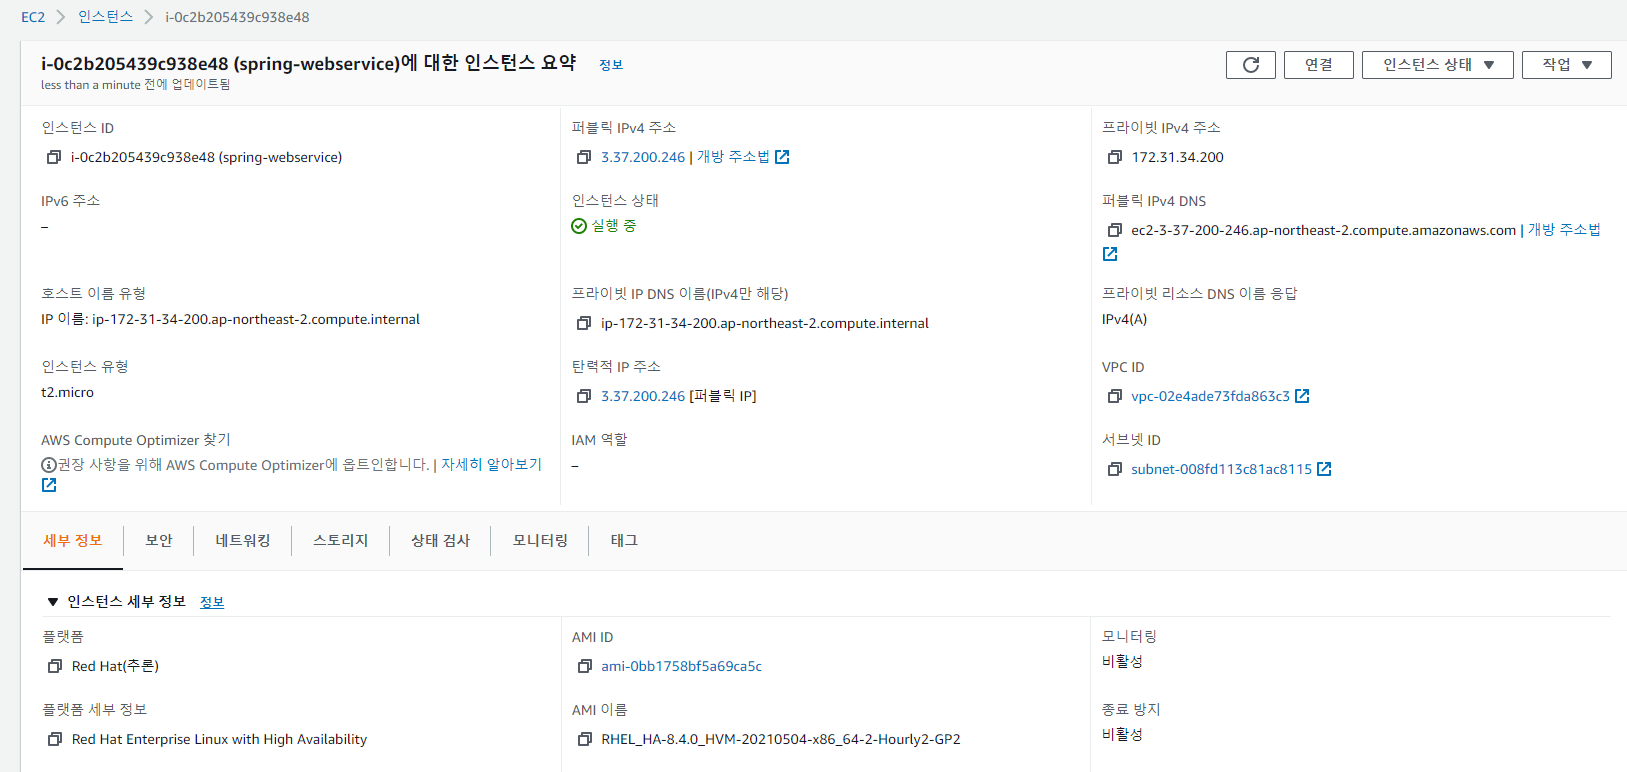 EC2 > 인스턴스 > i-0c2b205439c938e48
i-0c2b205439c938e48 (spring-webservice)에 대한 인스턴스 요약 정보
less than a minute 전에 업데이트됨
연결
인스턴스 상태 ▼
작업 ▼
인스턴스 ID
i-0c2b205439c938e48 (spring-webservice)
퍼블릭 IPv4 주소
3.37.200.246 | 개방 주소법
프라이빗 IPv4 주소
172.31.34.200
IPv6 주소
–
인스턴스 상태
실행 중
퍼블릭 IPv4 DNS
ec2-3-37-200-246.ap-northeast-2.compute.amazonaws.com | 개방 주소법
호스트 이름 유형
IP 이름: ip-172-31-34-200.ap-northeast-2.compute.internal
프라이빗 IP DNS 이름(IPv4만 해당)
ip-172-31-34-200.ap-northeast-2.compute.internal
프라이빗 리소스 DNS 이름 응답
IPv4(A)
인스턴스 유형
t2.micro
탄력적 IP 주소
3.37.200.246 [퍼블릭 IP]
VPC ID
vpc-02e4ade73fda863c3
AWS Compute Optimizer 찾기
권장 사항을 위해 AWS Compute Optimizer에 옵트인합니다. | 자세히 알아보기
IAM 역할
–
서브넷 ID
subnet-008fd113c81ac8115
세부 정보
보안
네트워킹
스토리지
상태 검사
모니터링
태그
▼ 인스턴스 세부 정보 정보
플랫폼
Red Hat(추론)
AMI ID
ami-0bb1758bf5a69ca5c
모니터링
비활성
플랫폼 세부 정보
Red Hat Enterprise Linux with High Availability
AMI 이름
RHEL_HA-8.4.0_HVM-20210504-x86_64-2-Hourly2-GP2
종료 방지
비활성